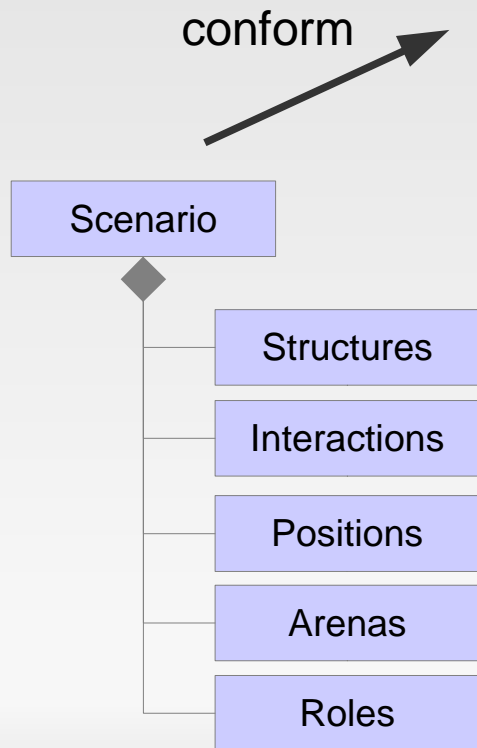 conform
Scenario
Structures
Interactions
Positions
Arenas
Roles